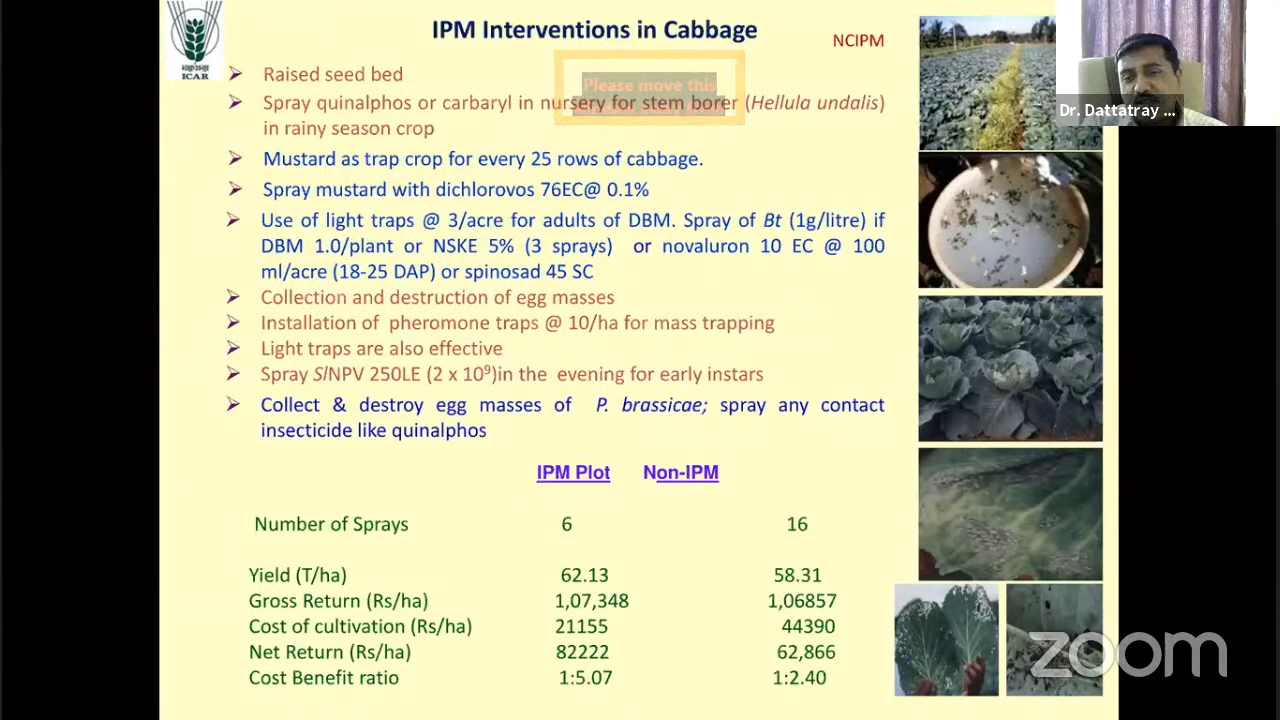 IPM Interventions in Cabbage
NCIPM
ICAR
Please move this
➢ Raised seed bed
➢ Spray quinalphos or carbaryl in nursery for stem borer (Hellula undalis)
in rainy season crop
➢ Mustard as trap crop for every 25 rows of cabbage.
➢ Spray mustard with dichlorovos 76EC@ 0.1%
➢ Use of light traps @ 3/acre for adults of DBM. Spray of Bt (1g/litre) if
DBM 1.0/plant or NSKE 5% (3 sprays) or novaluron 10 EC @ 100
ml/acre (18-25 DAP) or spinosad 45 SC
➢ Collection and destruction of egg masses
➢ Installation of pheromone traps @ 10/ha for mass trapping
➢ Light traps are also effective
➢ Spray SlNPV 250LE (2 x 10⁹)in the evening for early instars
➢ Collect & destroy egg masses of P. brassicae; spray any contact
insecticide like quinalphos
IPM Plot Non-IPM
Number of Sprays 6 16
Yield (T/ha) 62.13 58.31
Gross Return (Rs/ha) 1,07,348 1,06857
Cost of cultivation (Rs/ha) 21155 44390
Net Return (Rs/ha) 82222 62,866
Cost Benefit ratio 1:5.07 1:2.40
Dr. Dattatray ...
zoom